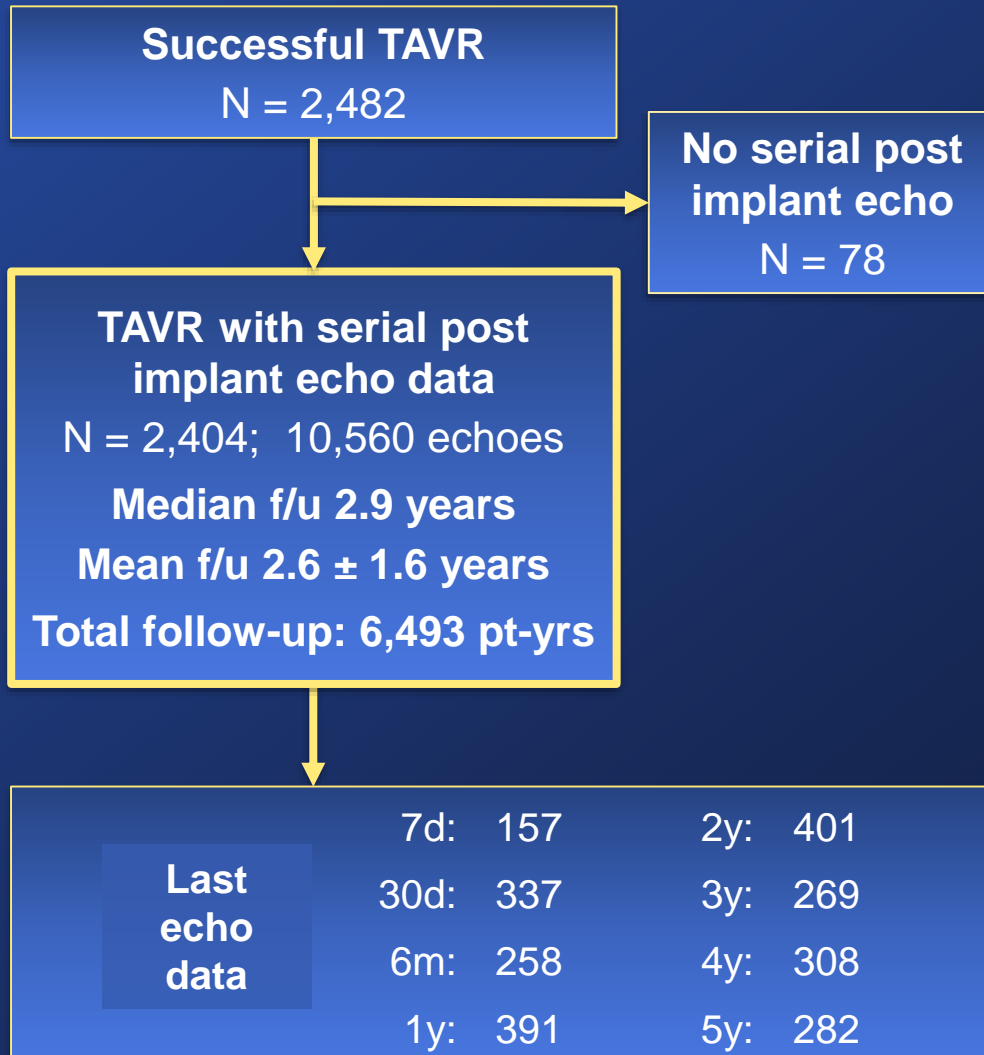 Successful TAVR
N = 2,482
No serial post
implant echo
N = 78
TAVR with serial post
implant echo data
N = 2,404; 10,560 echoes
Median f/u 2.9 years
Mean f/u 2.6 ± 1.6 years
Total follow-up: 6,493 pt-yrs
Last
echo
data
7d: 157 2y: 401
30d: 337 3y: 269
6m: 258 4y: 308
1y: 391 5y: 282